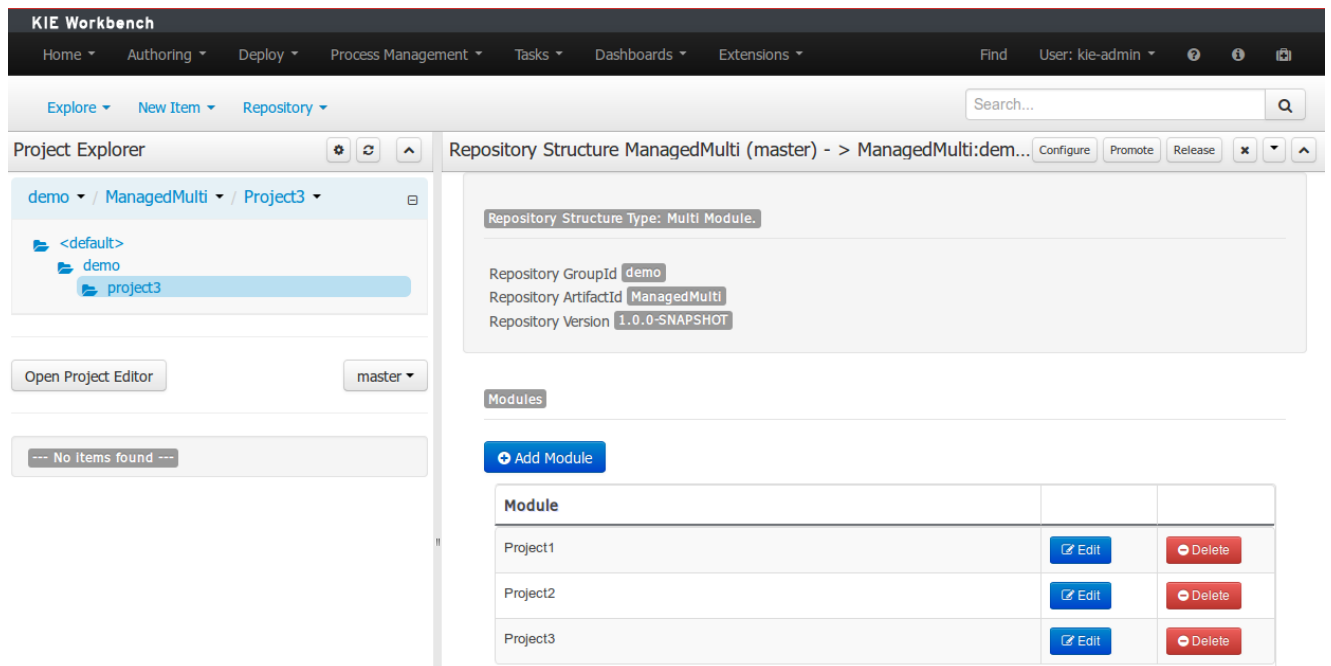 KIE Workbench
Home Authoring Deploy Process Management Tasks Dashboards Extensions Find User: kie-admin
Explore New Item Repository Search...
Project Explorer
demo / ManagedMulti / Project3
<default>
demo
project3
Open Project Editor master
--- No items found ---
Repository Structure ManagedMulti (master) - > ManagedMulti:dem... Configure Promote Release
Repository Structure Type: Multi Module.
Repository GroupId demo
Repository ArtifactId ManagedMulti
Repository Version 1.0.0-SNAPSHOT
Modules
Add Module
Module
Project1 Edit Delete
Project2 Edit Delete
Project3 Edit Delete